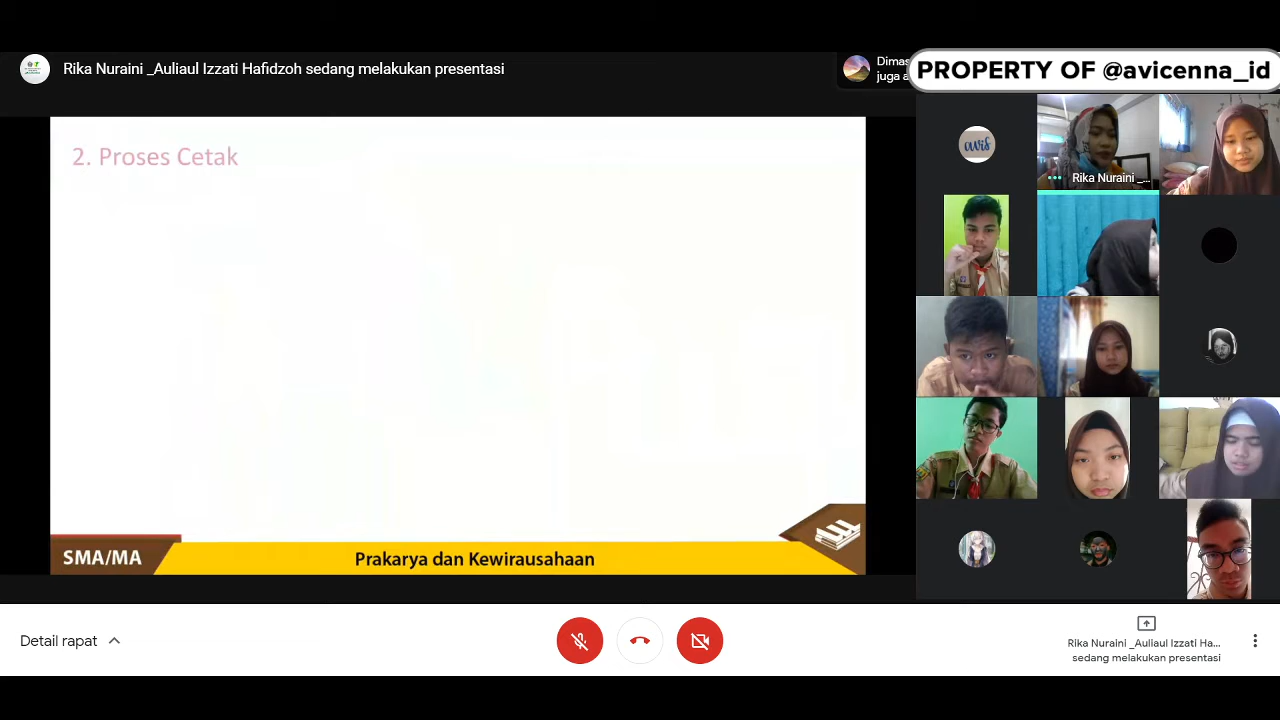 Rika Nuraini _Auliaul Izzati Hafidzoh sedang melakukan presentasi
Dimas
juga a
PROPERTY OF @avicenna_id
2. Proses Cetak
avis
Rika Nuraini _...
SMA/MA
Prakarya dan Kewirausahaan
Detail rapat
Rika Nuraini _Auliaul Izzati Ha...
sedang melakukan presentasi